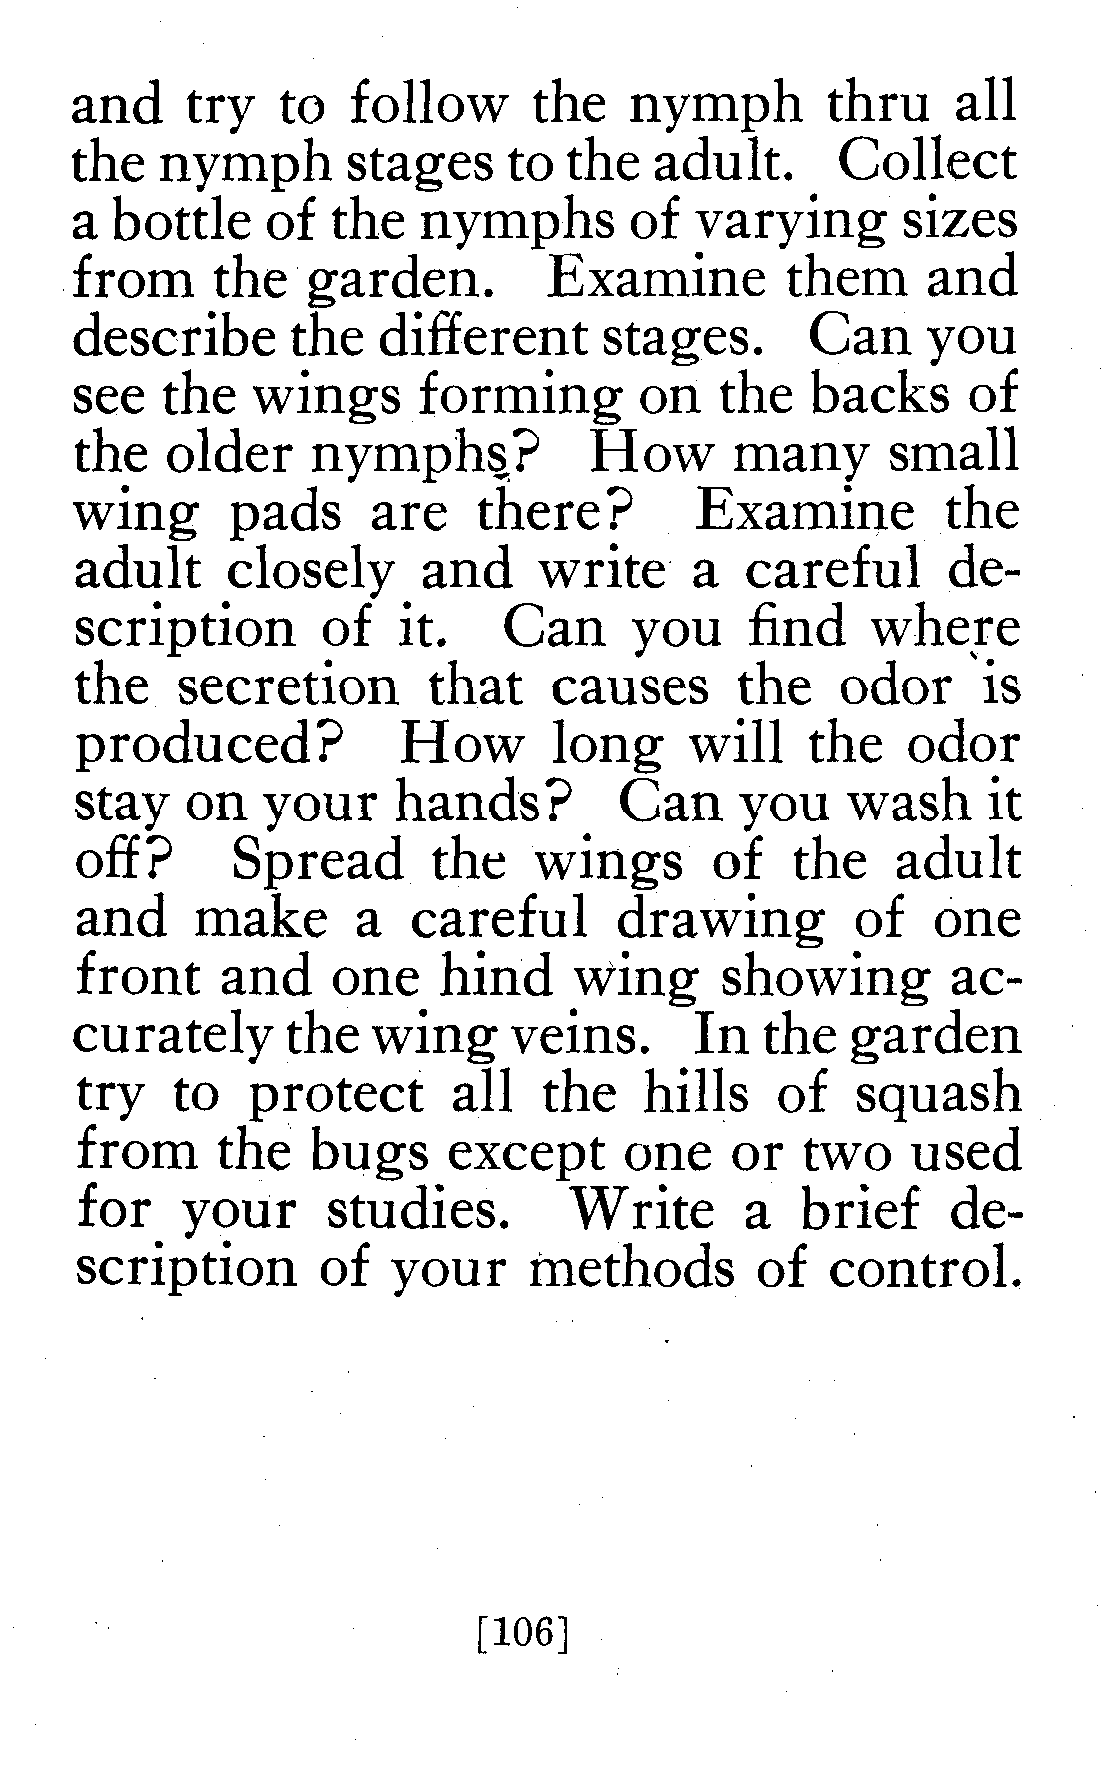 and try to follow the nymph thru all
the nymph stages to the adult. Collect
a bottle of the nymphs of varying sizes
from the garden. Examine them and
describe the different stages. Can you
see the wings forming on the backs of
the older nymphs? How many small
wing pads are there? Examine the
adult closely and write a careful de-
scription of it. Can you find where
the secretion that causes the odor is
produced? How long will the odor
stay on your hands? Can you wash it
off? Spread the wings of the adult
and make a careful drawing of one
front and one hind wing showing ac-
curately the wing veins. In the garden
try to protect all the hills of squash
from the bugs except one or two used
for your studies. Write a brief de-
scription of your methods of control.
[106]